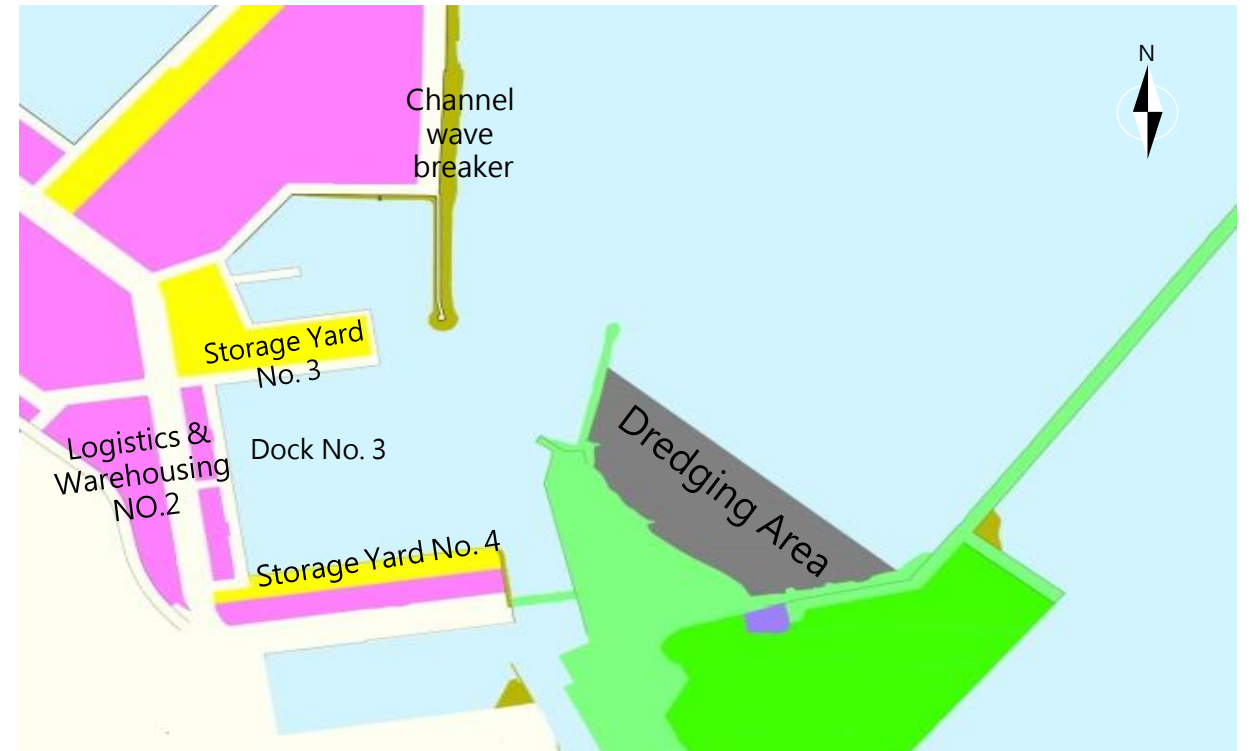 N
Channel
wave
breaker
Storage Yard
No. 3
Logistics &
Warehousing
NO.2
Dock No. 3
Dredging Area
Storage Yard No. 4